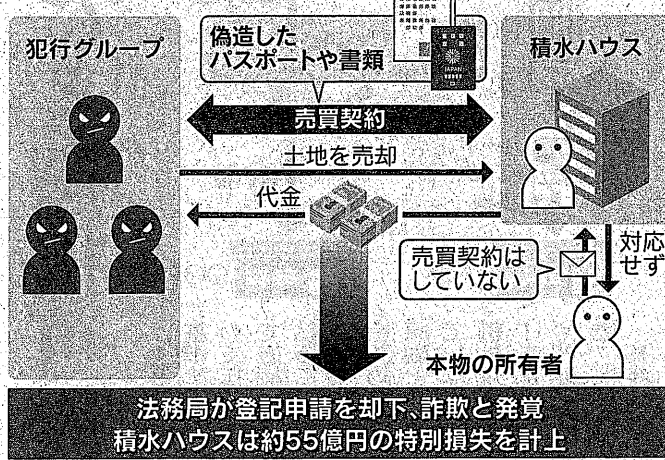 犯行グループ
偽造した
パスポートや書類
JAPAN
積水ハウス
売買契約
土地を売却
代金
売買契約は
していない
対応
せず
本物の所有者
法務局が登記申請を却下、詐欺と発覚
積水ハウスは約55億円の特別損失を計上